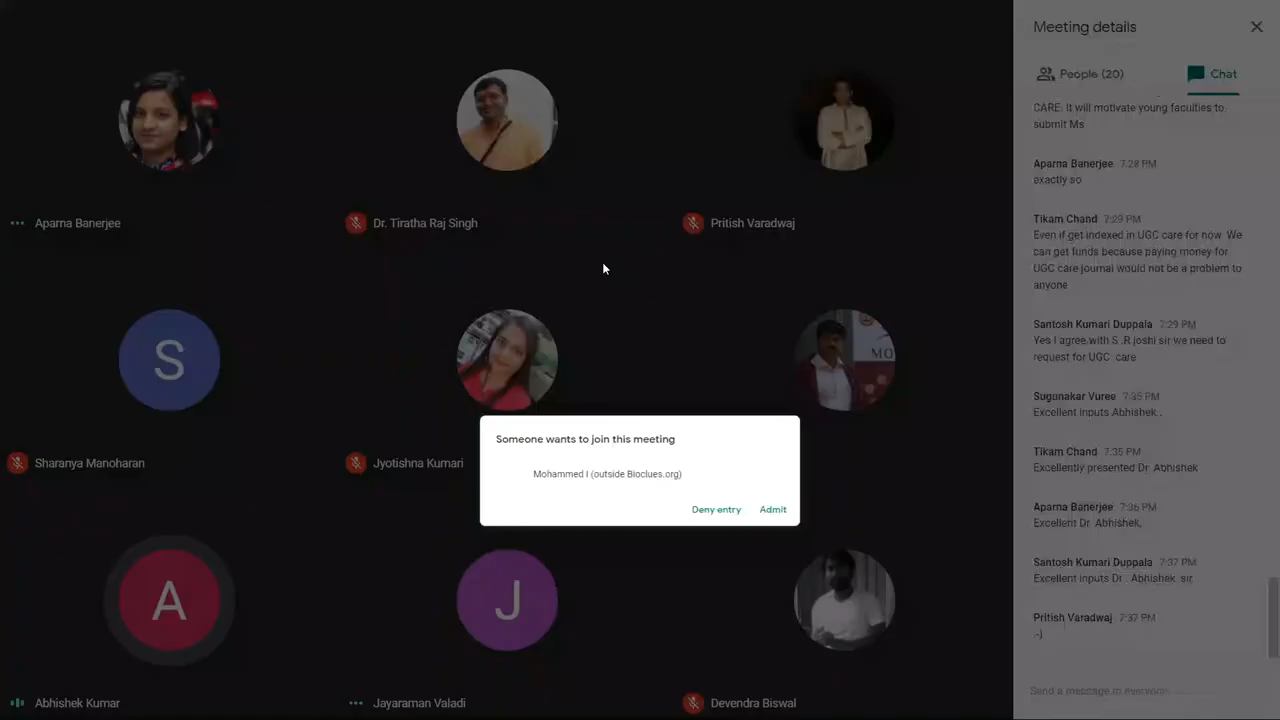 Meeting details
People (20)
Chat
CARE. It will motivate young faculties to
submit Ms
Aparna Banerjee 7:28 PM
exactly so
Tikam Chand 7:29 PM
Even if get indexed in UGC care for now We
can get funds because paying money for
UGC care journal would not be a problem to
anyone
Santosh Kumari Duppala 7:29 PM
Yes I agree with S .R joshi sir we need to
request for UGC care
Sugunakar Vuree 7:35 PM
Excellent inputs Abhishek..
Tikam Chand 7:35 PM
Excellently presented Dr. Abhishek
Aparna Banerjee 7:36 PM
Excellent Dr. Abhishek,
Santosh Kumari Duppala 7:37 PM
Excellent inputs Dr . Abhishek sir
Pritish Varadwaj 7:37 PM
:-)
Send a message to everyone
Aparna Banerjee
Dr. Tiratha Raj Singh
Pritish Varadwaj
S
MO
Sharanya Manoharan
Jyotishna Kumari
Someone wants to join this meeting
Mohammed I (outside Bioclues.org)
Deny entry
Admit
A
J
Abhishek Kumar
Jayaraman Valadi
Devendra Biswal